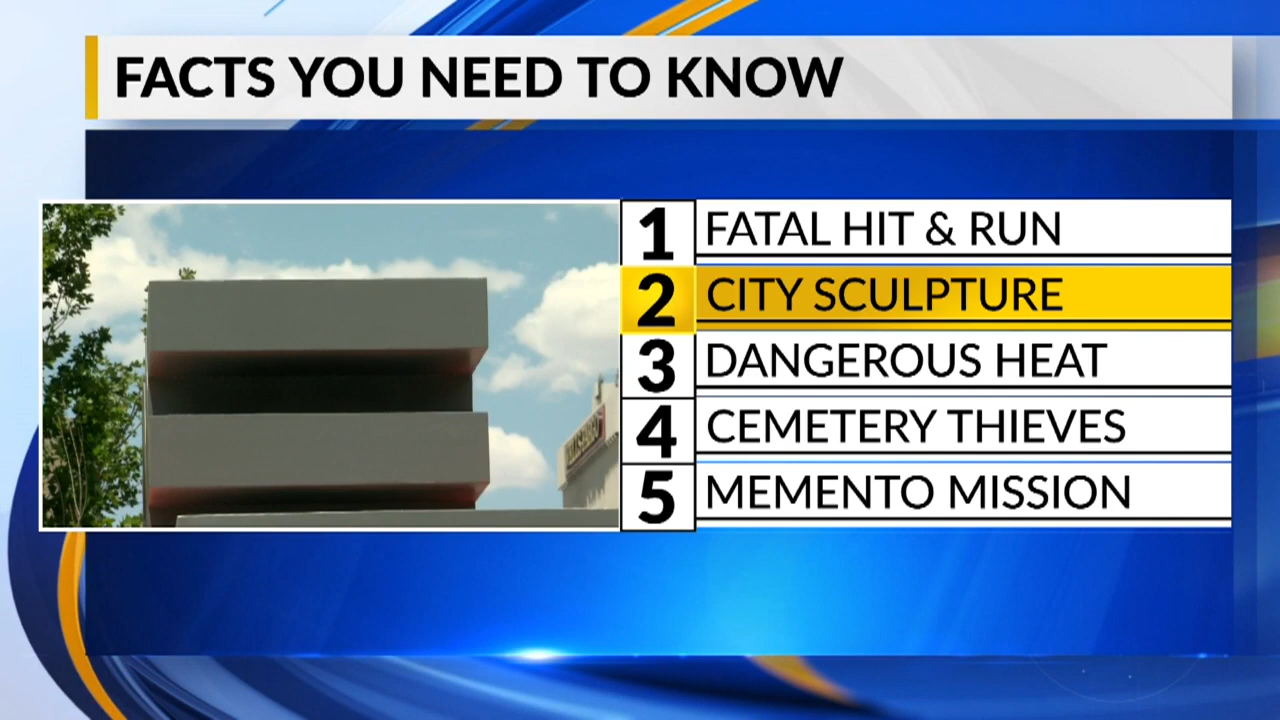 FACTS YOU NEED TO KNOW
1 FATAL HIT & RUN
2 CITY SCULPTURE
3 DANGEROUS HEAT
4 CEMETERY THIEVES
5 MEMENTO MISSION